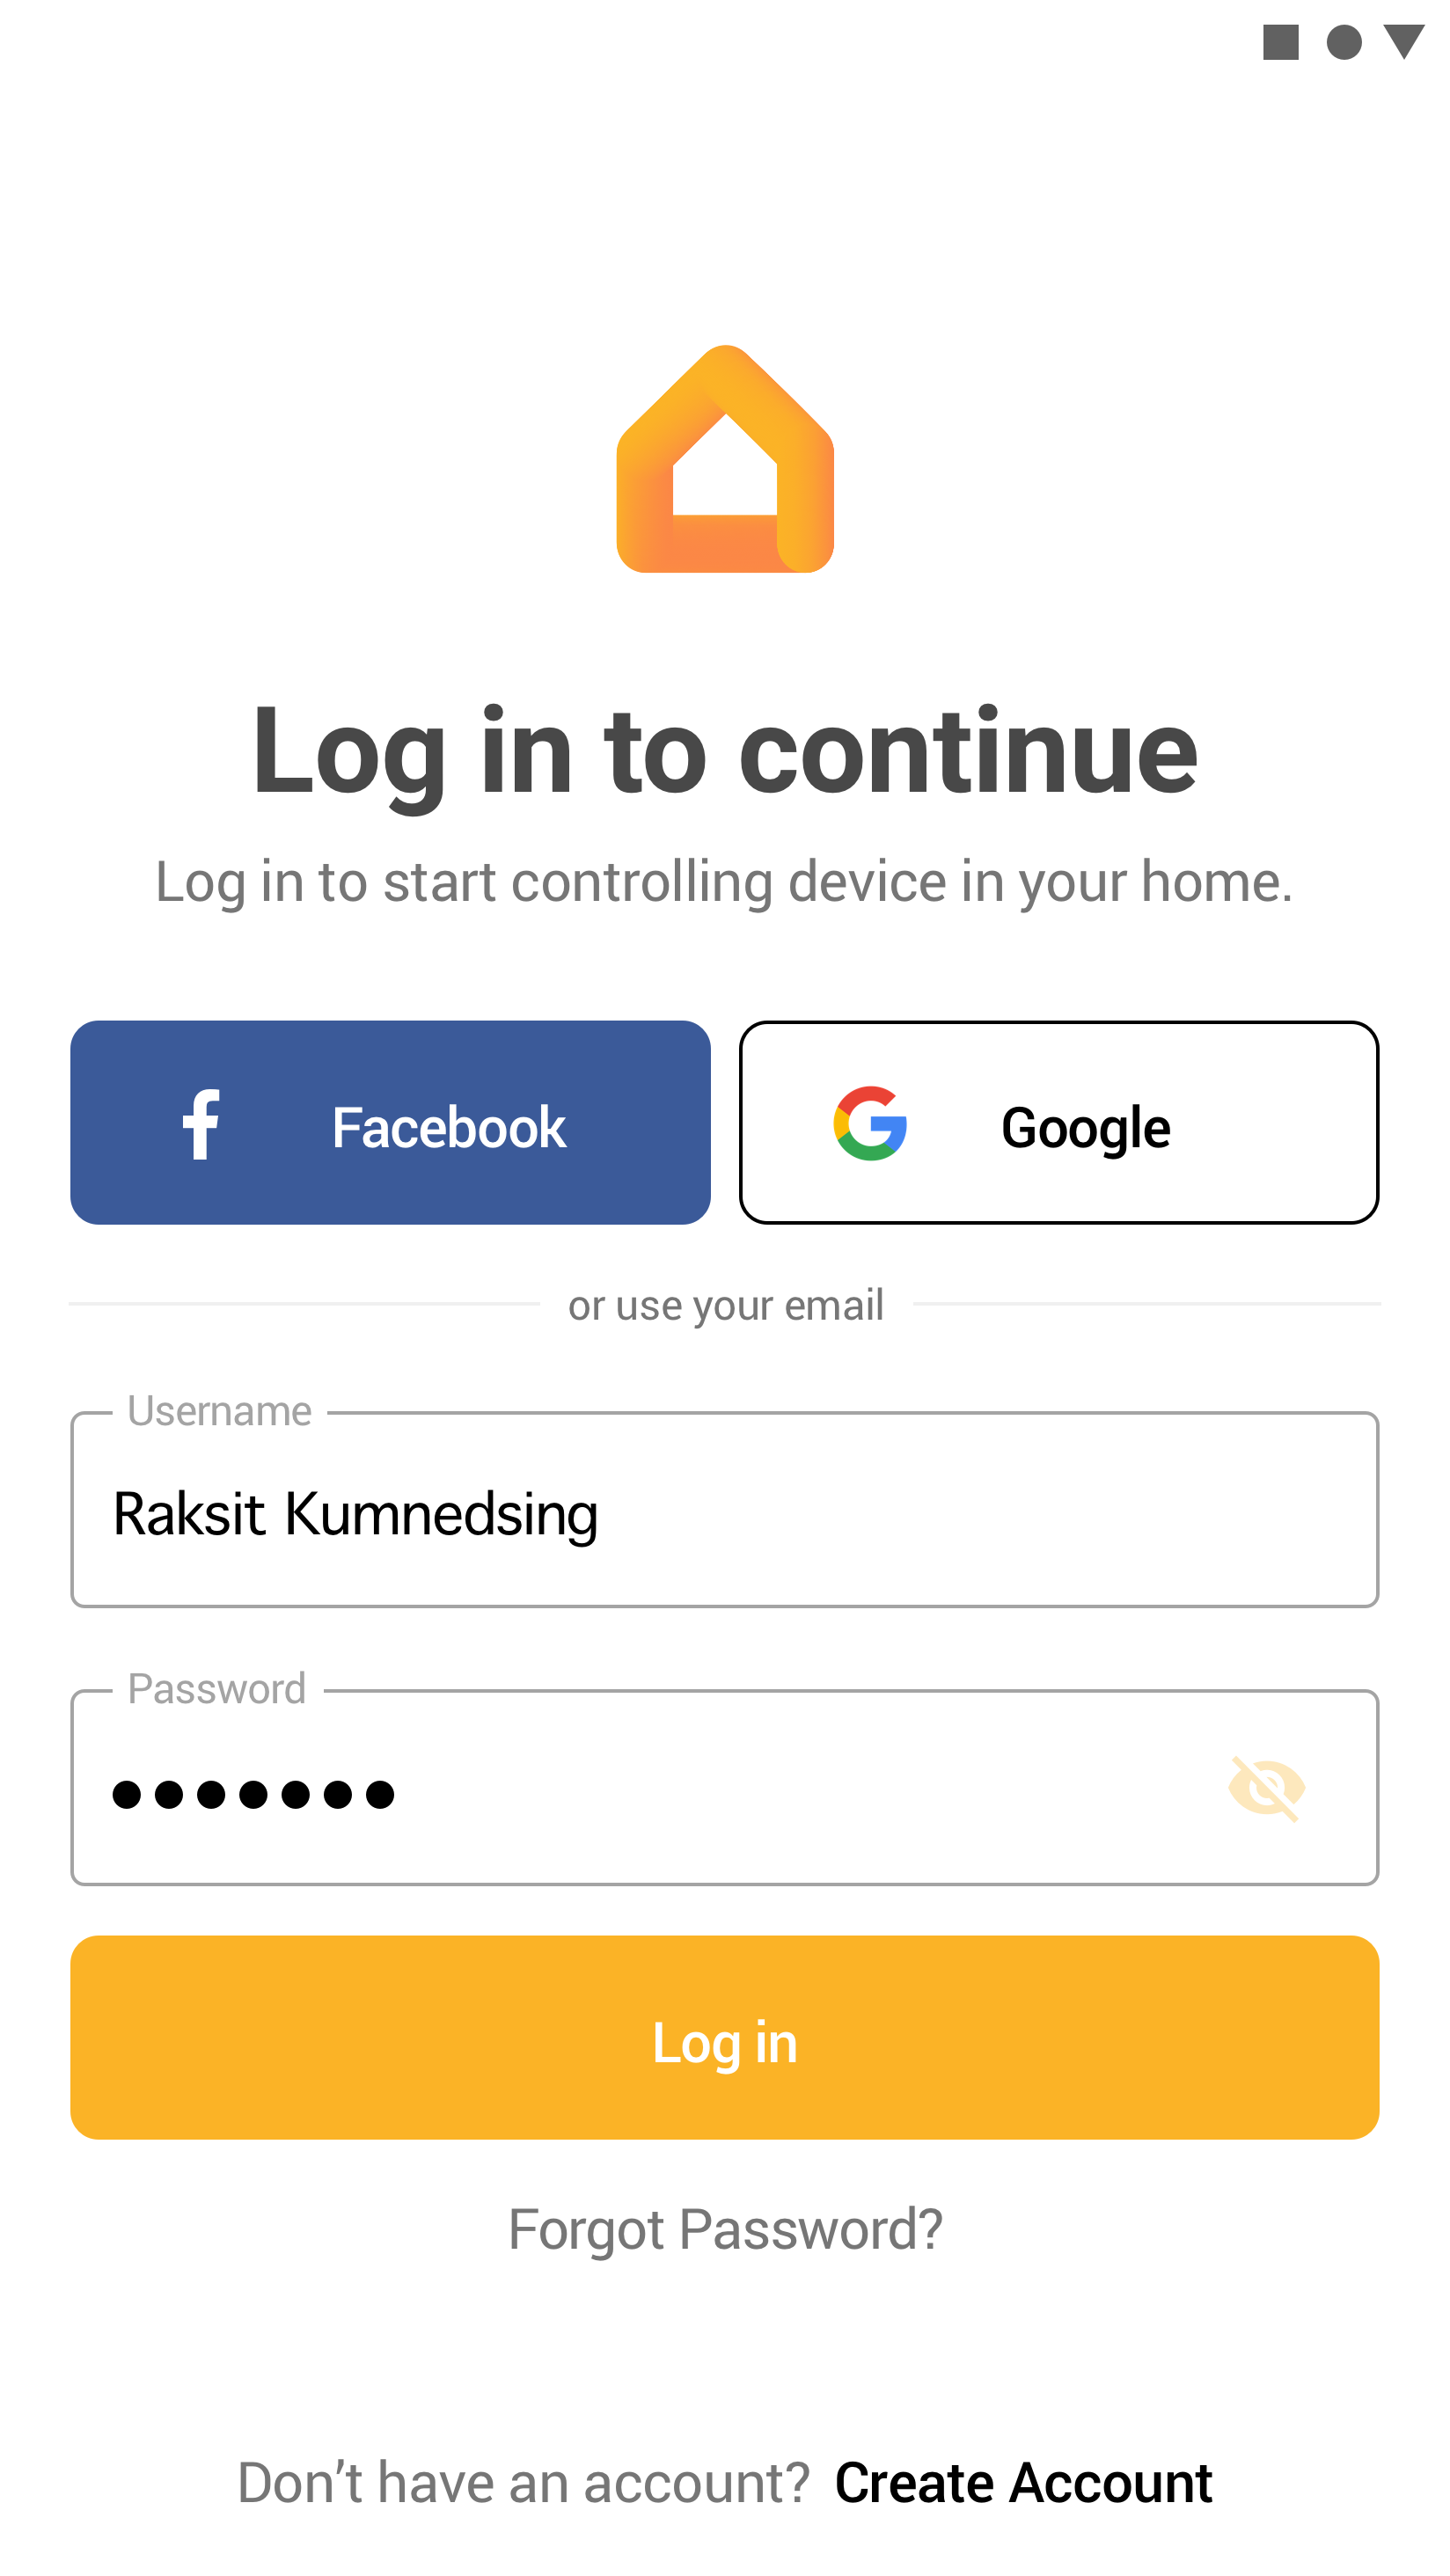 Log in to continue
Log in to start controlling device in your home.
Facebook
Google
or use your email
Username
Raksit Kumnedsing
Password
Log in
Forgot Password?
Don’t have an account? Create Account